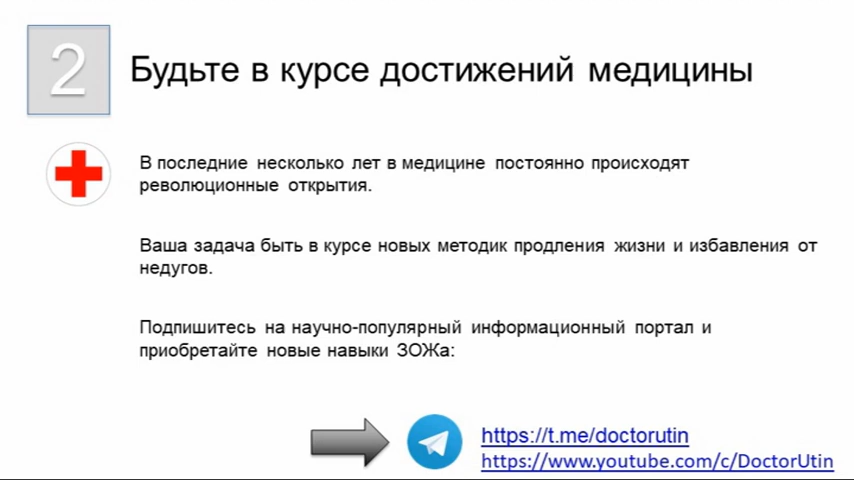 2
Будьте в курсе достижений медицины
В последние несколько лет в медицине постоянно происходят
революционные открытия.
Ваша задача быть в курсе новых методик продления жизни и избавления от
недугов.
Подпишитесь на научно-популярный информационный портал и
приобретайте новые навыки ЗОЖа:
https://t.me/doctorutin
https://www.youtube.com/c/DoctorUtin